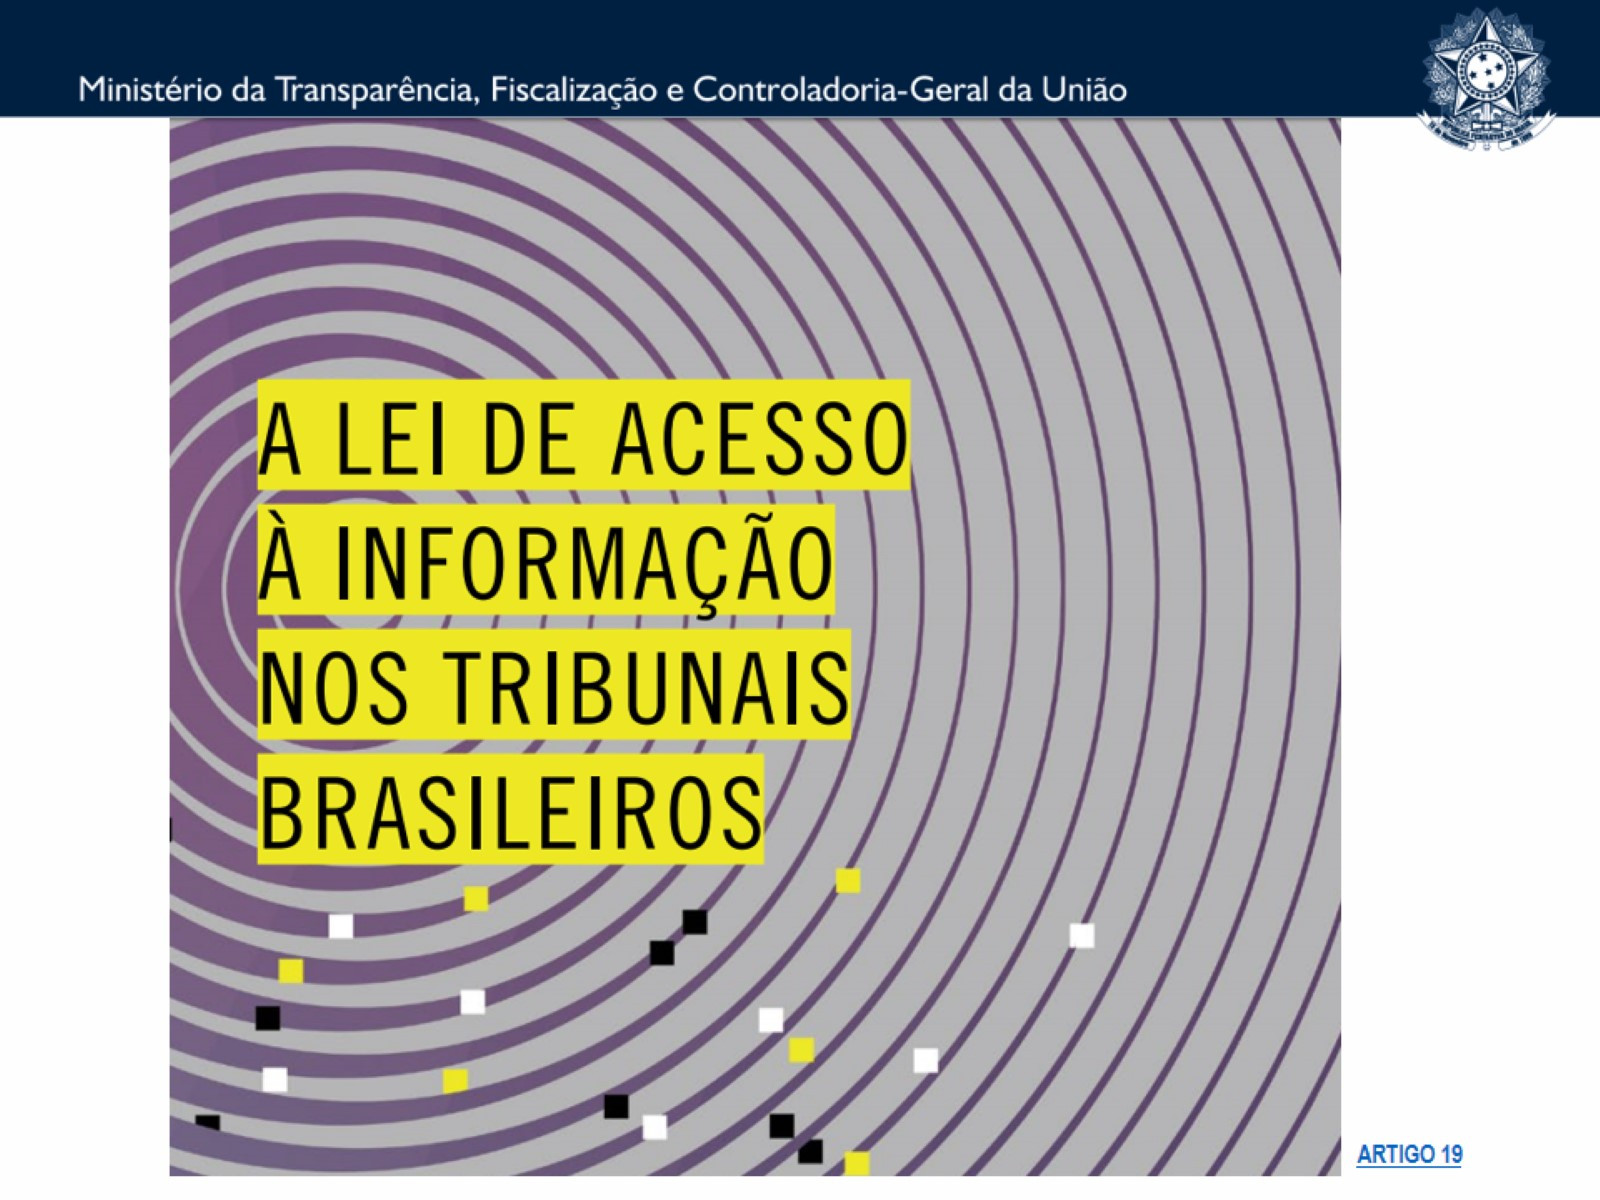 Ministério da Transparência, Fiscalização e Controladoria-Geral da União
A LEI DE ACESSO
À INFORMAÇÃO
NOS TRIBUNAIS
BRASILEIROS
ARTIGO 19